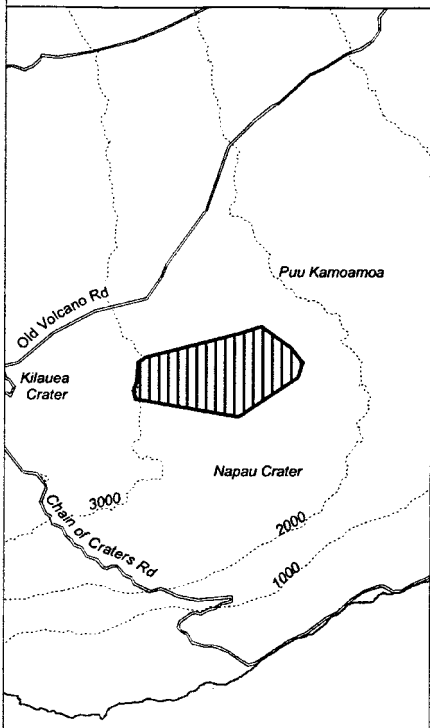 Puu Kamoamoa
Old Volcano Rd
Kilauea
Crater
Napau Crater
3000
Chain of Craters Rd
2000
1000